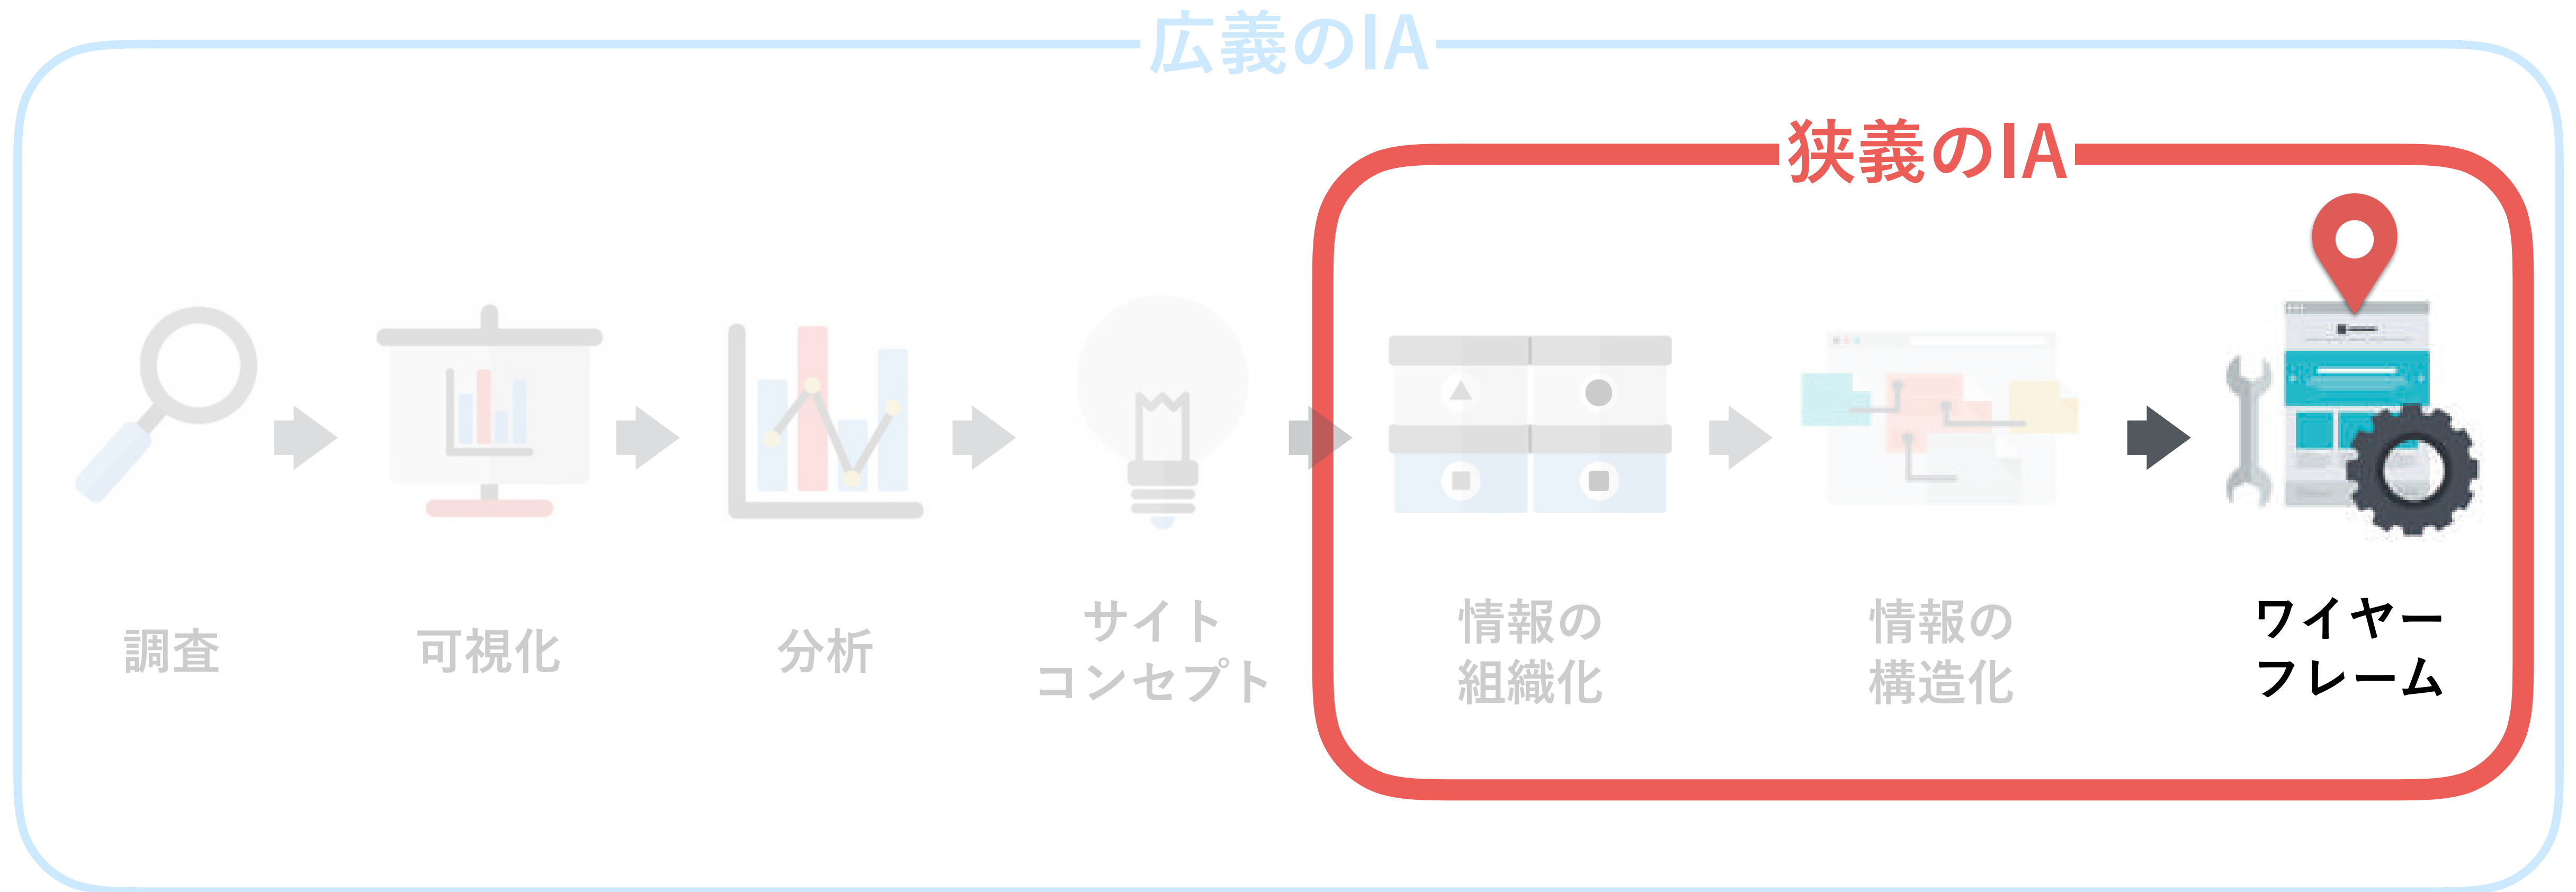 広義のIA
狭義のIA
調査
可視化
分析
サイト
コンセプト
情報の
組織化
情報の
構造化
ワイヤー
フレーム